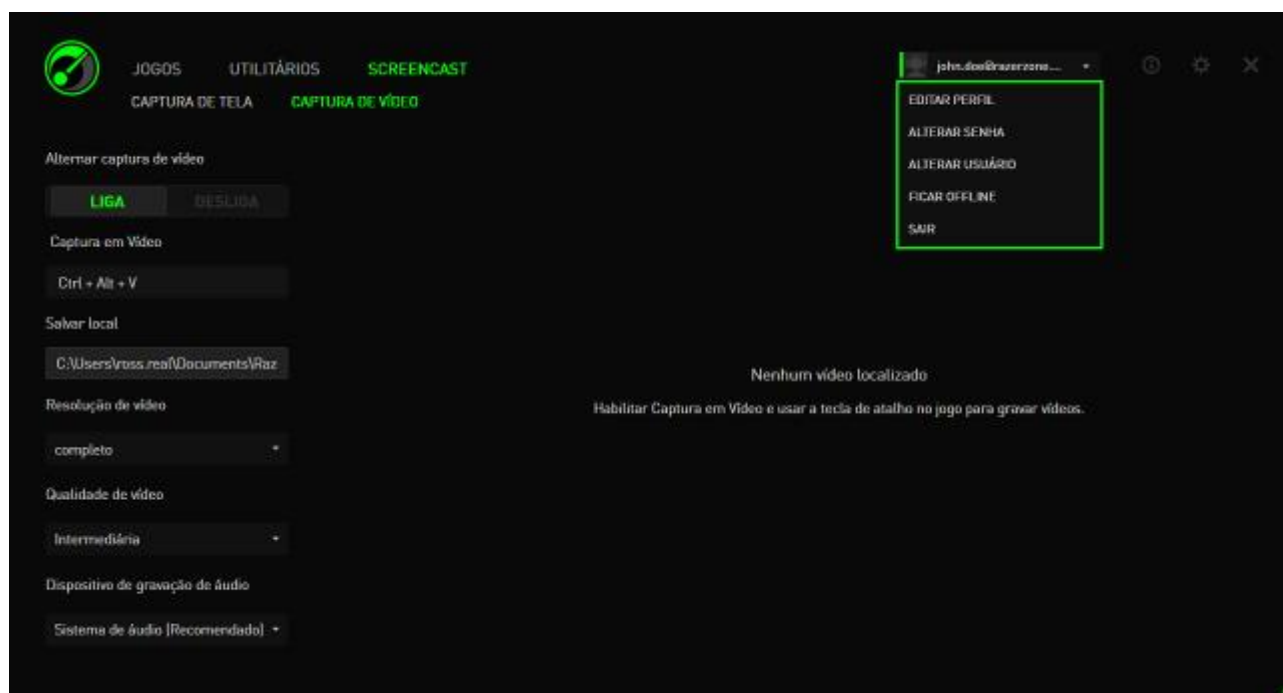 JOGOS UTILITÁRIOS SCREENCAST
CAPTURA DE TELA CAPTURA DE VÍDEO
john.doe@razerzone....
EDITAR PERFIL
ALTERAR SENHA
ALTERAR USUÁRIO
FICAR OFFLINE
SAIR
Alternar captura de vídeo
LIGA DESLIGA
Captura em Vídeo
Ctrl + Alt + V
Salvar local
C:\Users\ross.real\Documents\Raz
Resolução de vídeo
completo
Qualidade de vídeo
Intermediária
Dispositivo de gravação de áudio
Sistema de áudio (Recomendado)
Nenhum vídeo localizado
Habilitar Captura em Vídeo e usar a tecla de atalho no jogo para gravar vídeos.